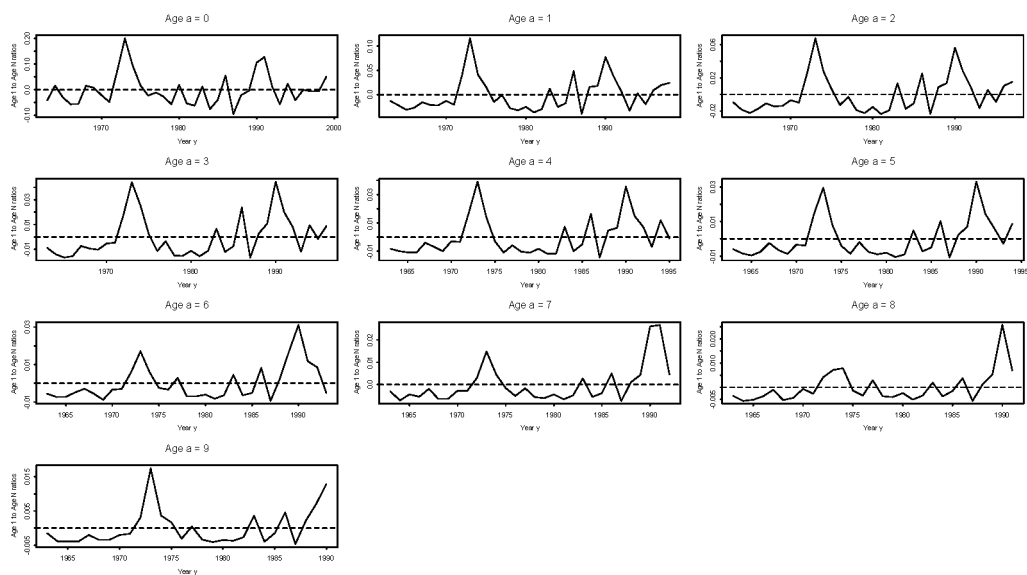 Age a = 0
Age a = 1
Age a = 2
Age 1 to Age N ratios
-0.10 0.0 0.10 0.20
1970 1980 1990 2000
Year y
Age 1 to Age N ratios
0.0 0.05 0.10
1970 1980 1990
Year y
Age 1 to Age N ratios
-0.02 0.02 0.06
1970 1980 1990
Year y
Age a = 3
Age a = 4
Age a = 5
Age 1 to Age N ratios
-0.01 0.01 0.03
1970 1980 1990
Year y
Age 1 to Age N ratios
-0.01 0.01 0.03
1965 1970 1975 1980 1985 1990 1995
Year y
Age 1 to Age N ratios
-0.01 0.01 0.03
1965 1970 1975 1980 1985 1990 1995
Year y
Age a = 6
Age a = 7
Age a = 8
Age 1 to Age N ratios
-0.01 0.01 0.03
1965 1970 1975 1980 1985 1990
Year y
Age 1 to Age N ratios
0.0 0.01 0.02
1965 1970 1975 1980 1985 1990
Year y
Age 1 to Age N ratios
-0.005 0.010 0.020
1965 1970 1975 1980 1985 1990
Year y
Age a = 9
Age 1 to Age N ratios
-0.005 0.005 0.015
1965 1970 1975 1980 1985 1990
Year y